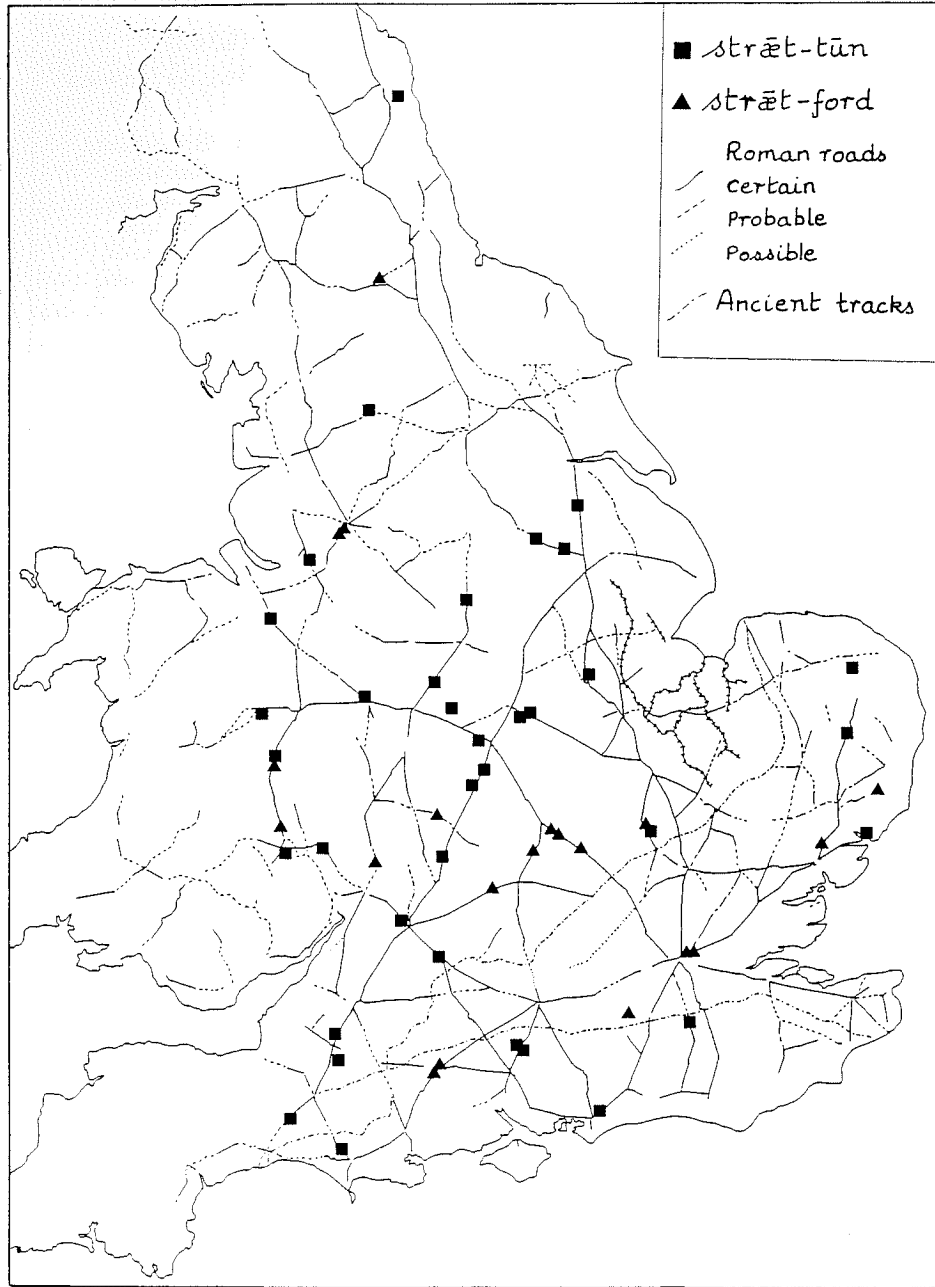 strǣt-tūn
strǣt-ford
Roman roads
Certain
Probable
Possible
Ancient tracks